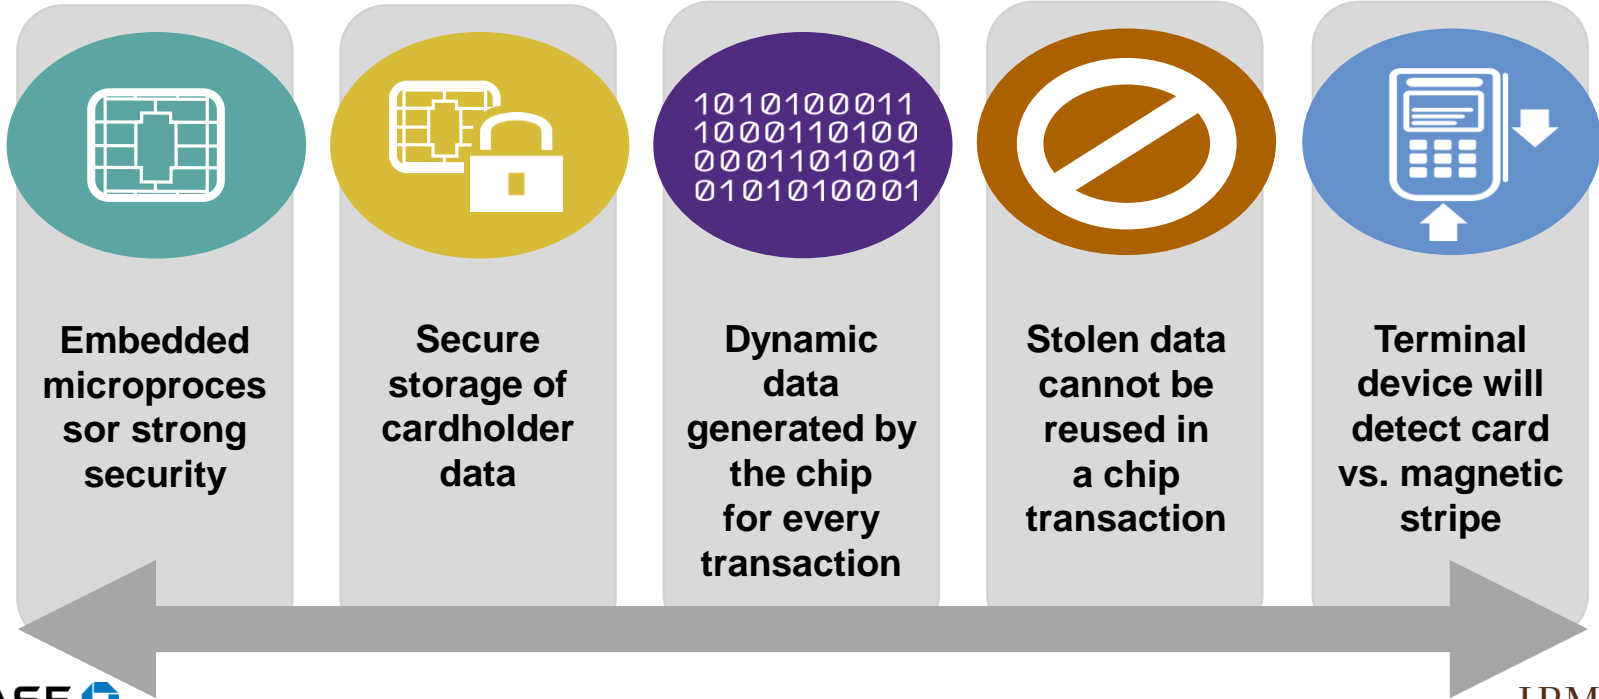 1010100011
1000110100
0001101001
0101010001
Embedded
microproces
sor strong
security
Secure
storage of
cardholder
data
Dynamic
data
generated by
the chip
for every
transaction
Stolen data
cannot be
reused in
a chip
transaction
Terminal
device will
detect card
vs. magnetic
stripe